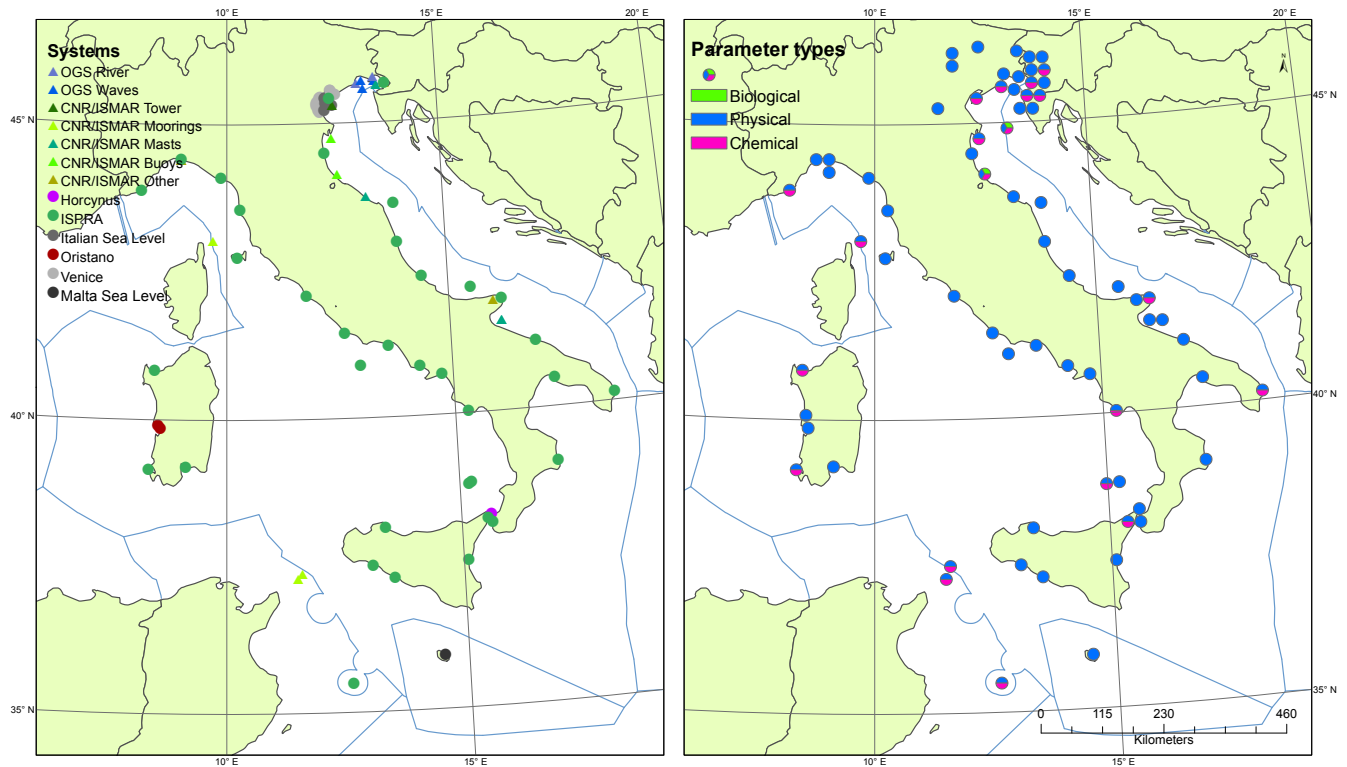 10° E
15° E
20° E
10° E
15° E
20° E
Systems
OGS River
OGS Waves
CNR/ISMAR Tower
CNR/ISMAR Moorings
CNR/ISMAR Masts
CNR/ISMAR Buoys
CNR/ISMAR Other
Horcynus
ISPRA
Italian Sea Level
Oristano
Venice
Malta Sea Level
45° N
40° N
35° N
10° E
15° E
Parameter types
Biological
Physical
Chemical
N
45° N
40° N
35° N
0
115
230
460
Kilometers
10° E
15° E